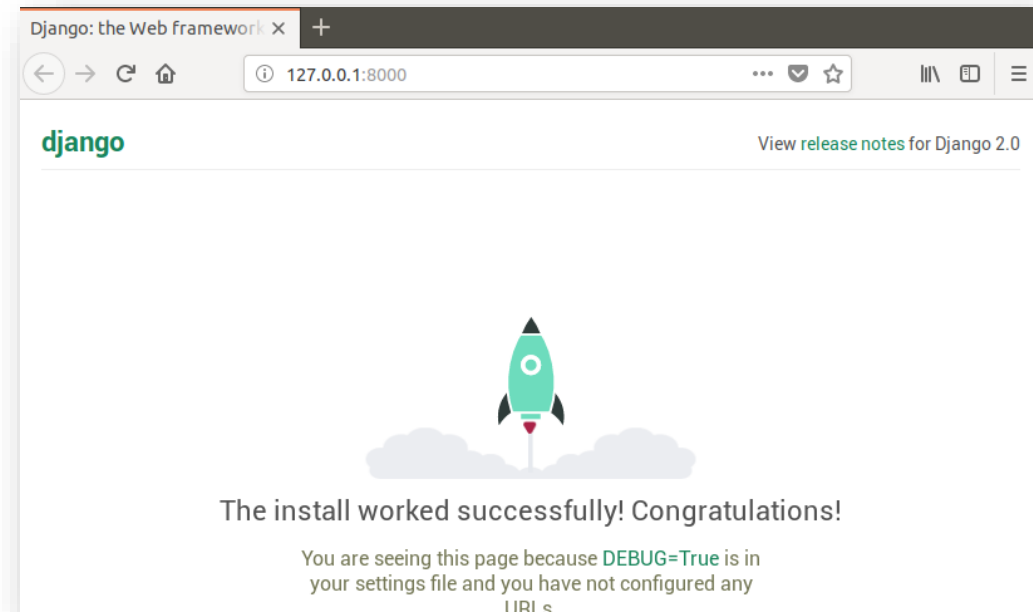 Django: the Web framework
127.0.0.1:8000
django
View release notes for Django 2.0
The install worked successfully! Congratulations!
You are seeing this page because DEBUG=True is in
your settings file and you have not configured any
URLs.